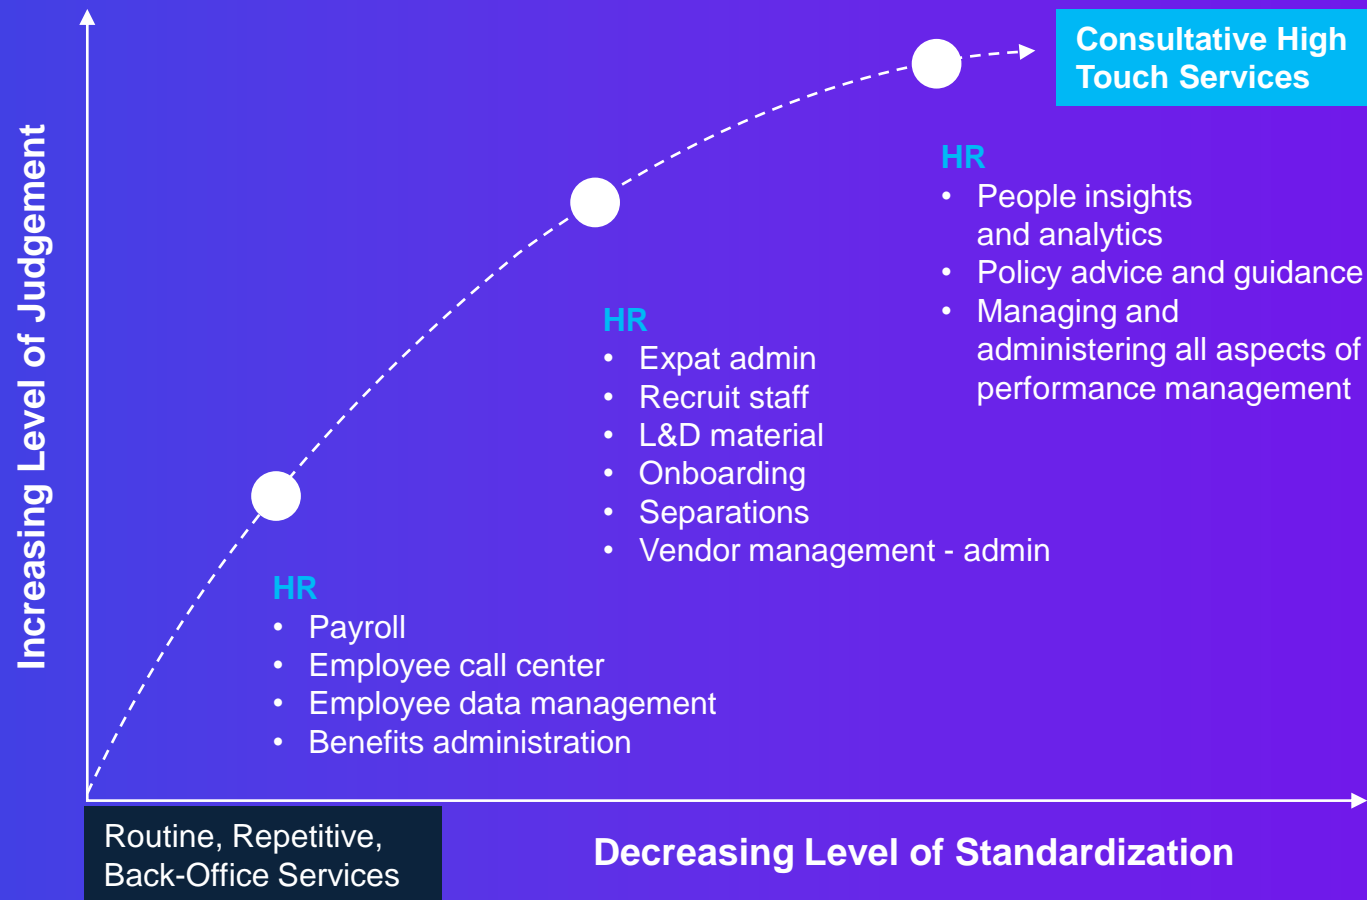 Consultative High
Touch Services
Increasing Level of Judgement
HR
• People insights
and analytics
• Policy advice and guidance
• Managing and
administering all aspects of
performance management
HR
• Expat admin
• Recruit staff
• L&D material
• Onboarding
• Separations
• Vendor management - admin
HR
• Payroll
• Employee call center
• Employee data management
• Benefits administration
Routine, Repetitive,
Back-Office Services
Decreasing Level of Standardization